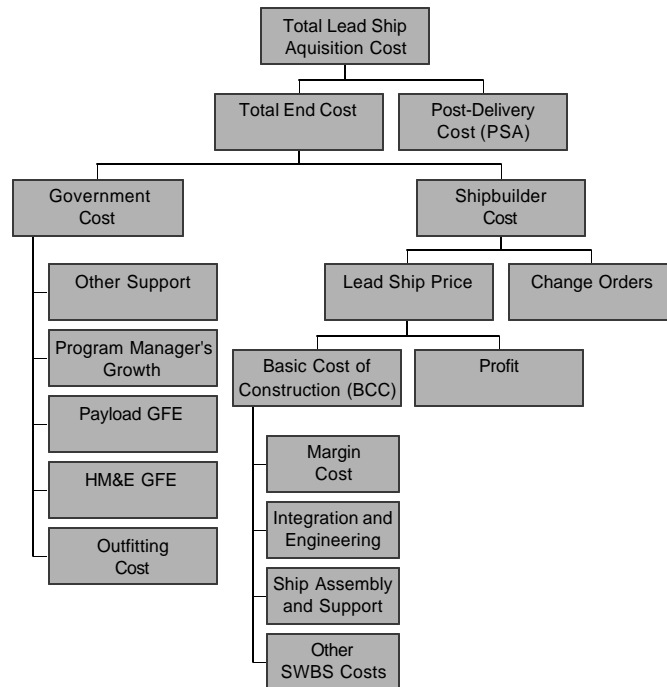 Total Lead Ship
Aquisition Cost
Total End Cost
Post-Delivery
Cost (PSA)
Government
Cost
Shipbuilder
Cost
Other Support
Lead Ship Price
Change Orders
Program Manager's
Growth
Basic Cost of
Construction (BCC)
Profit
Payload GFE
Margin
Cost
HM&E GFE
Integration and
Engineering
Outfitting
Cost
Ship Assembly
and Support
Other
SWBS Costs